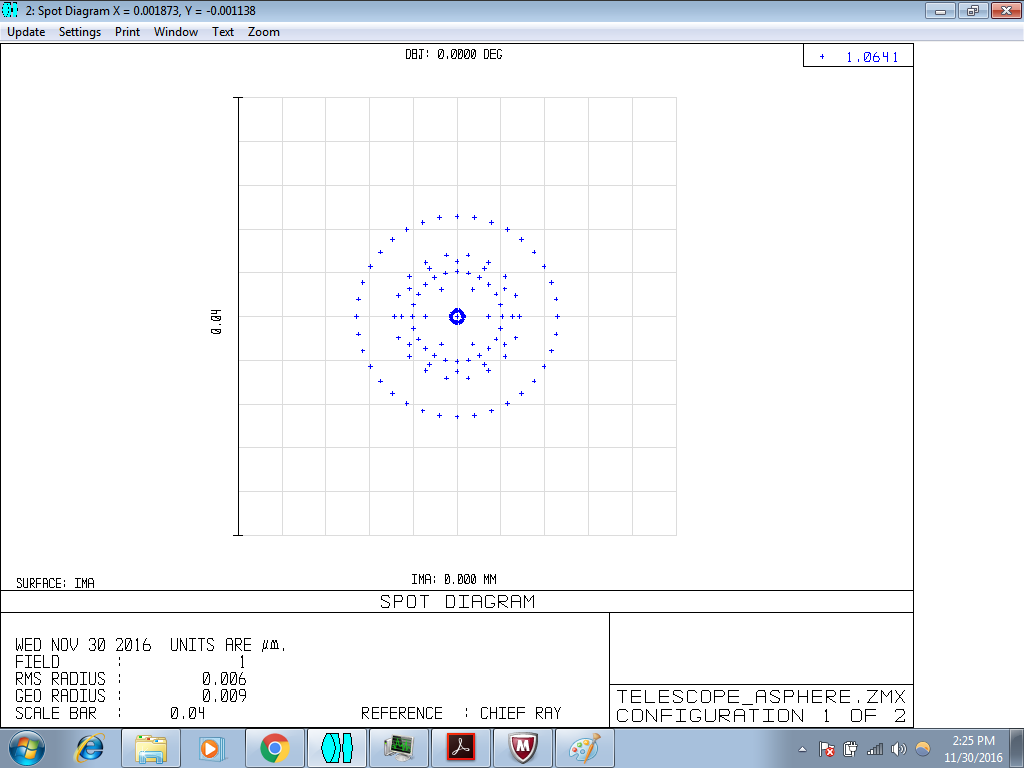 2: Spot Diagram X = 0.001873, Y = -0.001138
Update Settings Print Window Text Zoom
OBJ: 0.0000 DEG
+ 1.0641
0.04
SURFACE: IMA
IMA: 0.000 MM
SPOT DIAGRAM
WED NOV 30 2016 UNITS ARE µm.
FIELD : 1
RMS RADIUS : 0.006
GEO RADIUS : 0.009
SCALE BAR : 0.04 REFERENCE : CHIEF RAY
TELESCOPE_ASPHERE.ZMX
CONFIGURATION 1 OF 2
2:25 PM
11/30/2016